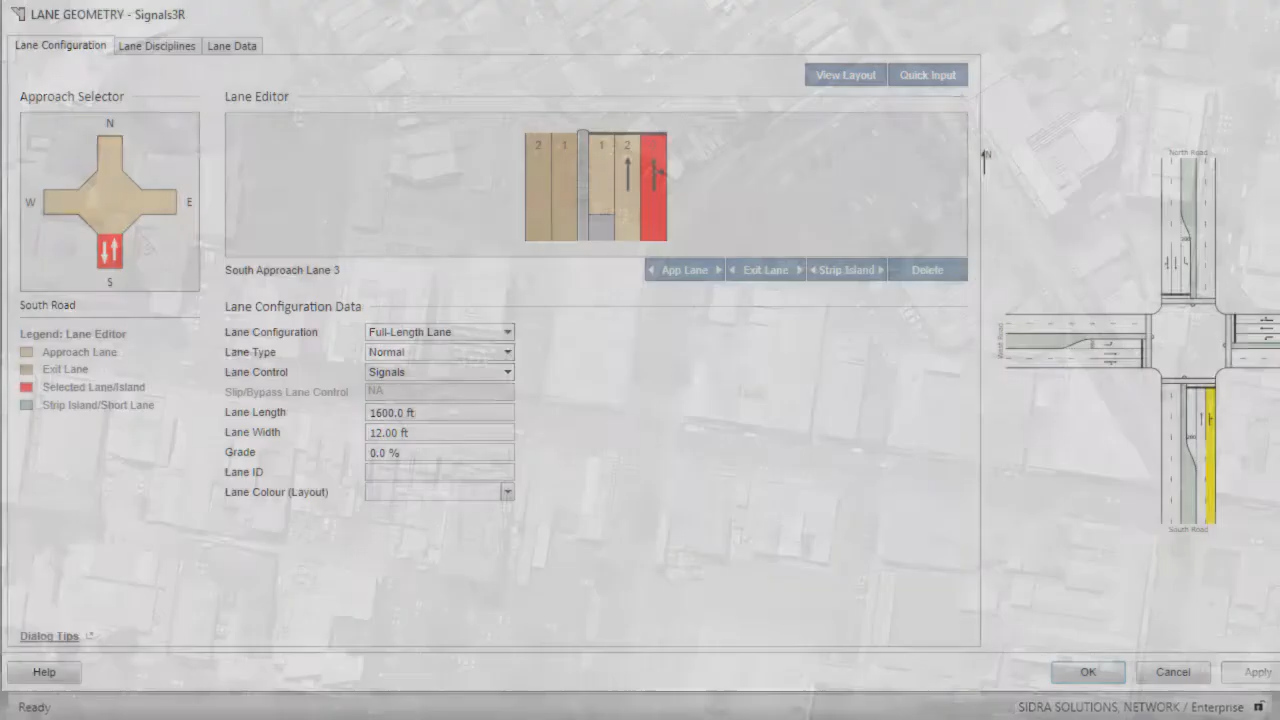 LANE GEOMETRY - Signals3R
Lane Configuration Lane Disciplines Lane Data
View Layout Quick Input
Approach Selector
Lane Editor
N
W
E
S
2 1 1 2
South Approach Lane 3
App Lane Exit Lane Strip Island Delete
South Road
Lane Configuration Data
Legend: Lane Editor
Approach Lane
Exit Lane
Selected Lane/Island
Strip Island/Short Lane
Lane Configuration Full-Length Lane
Lane Type Normal
Lane Control Signals
Slip/Bypass Lane Control NA
Lane Length 1600.0 ft
Lane Width 12.00 ft
Grade 0.0 %
Lane ID
Lane Colour (Layout)
N
North Road
West Road
South Road
Dialog Tips
Help
OK Cancel Apply
Ready
SIDRA SOLUTIONS, NETWORK / Enterprise